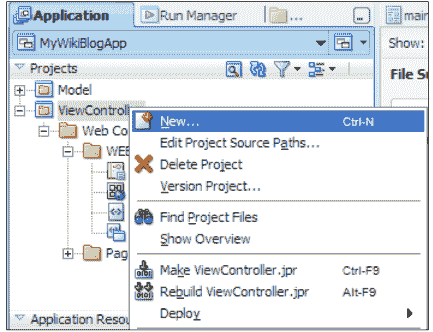 Application
Run Manager
...
main
MyWikiBlogApp
Show:
Projects
File Su
Model
ViewControll
New... Ctrl-N
Web Co
Edit Project Source Paths...
WEB
Delete Project
Version Project...
Find Project Files
Show Overview
Pag
Make ViewController.jpr Ctrl-F9
Rebuild ViewController.jpr Alt-F9
Deploy
Application Resou